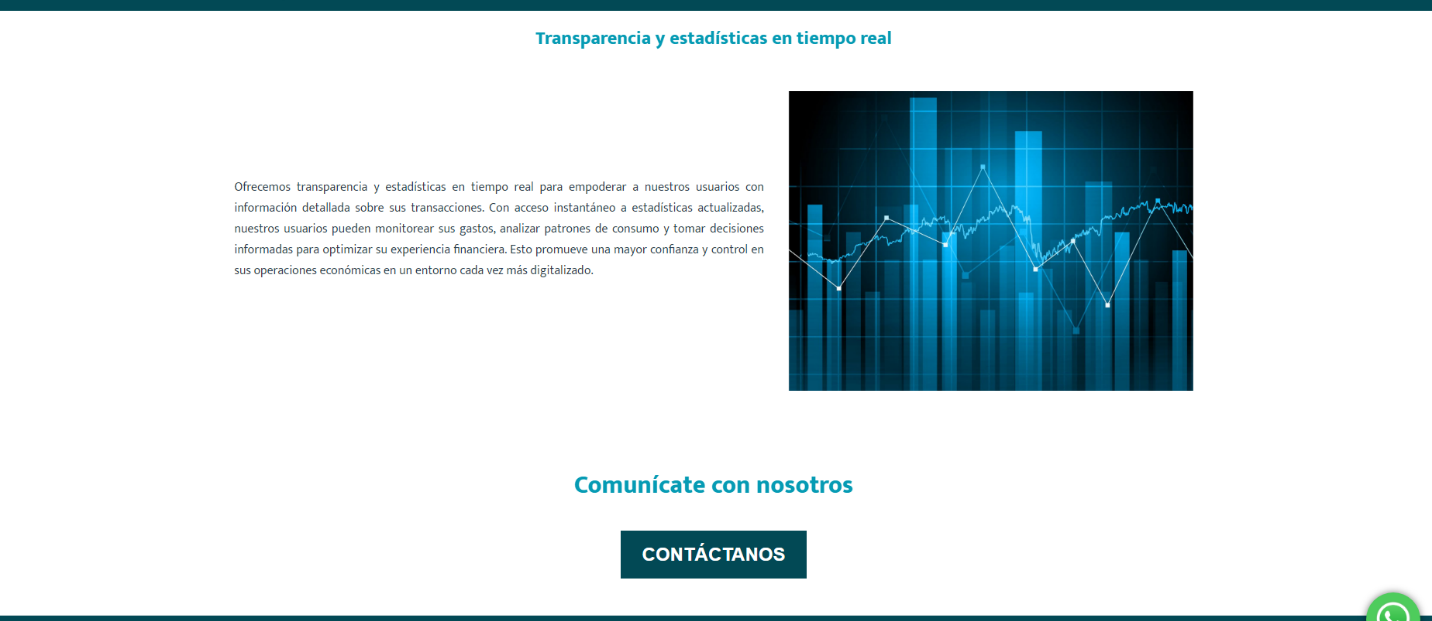 Transparencia y estadísticas en tiempo real
Ofrecemos transparencia y estadísticas en tiempo real para empoderar a nuestros usuarios con
información detallada sobre sus transacciones. Con acceso instantáneo a estadísticas actualizadas,
nuestros usuarios pueden monitorear sus gastos, analizar patrones de consumo y tomar decisiones
informadas para optimizar su experiencia financiera. Esto promueve una mayor confianza y control en
sus operaciones económicas en un entorno cada vez más digitalizado.
Comunícate con nosotros
CONTÁCTANOS